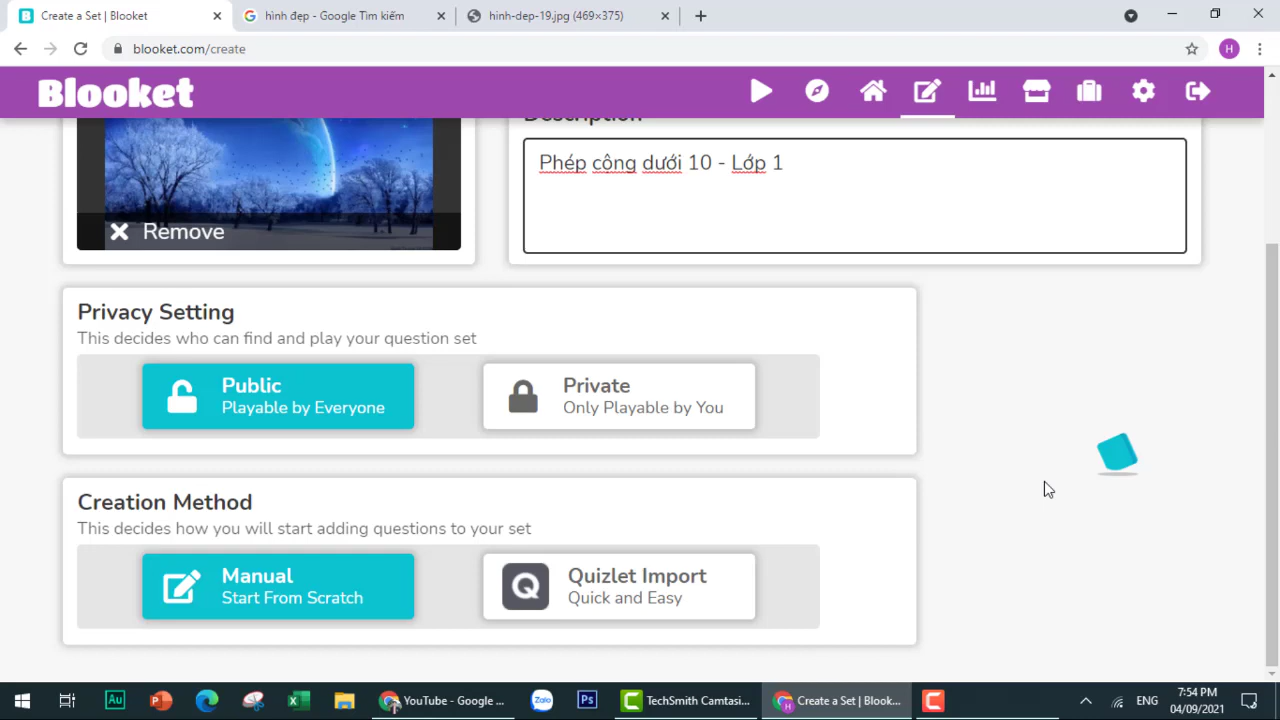 Create a Set | Blooket
hình đẹp - Google Tìm kiếm
hinh-dep-19.jpg (469×375)
blooket.com/create
H
Blooket
Description
Phép cộng dưới 10 - Lớp 1
Remove
Privacy Setting
This decides who can find and play your question set
Public
Playable by Everyone
Private
Only Playable by You
Creation Method
This decides how you will start adding questions to your set
Manual
Start From Scratch
Quizlet Import
Quick and Easy
YouTube - Google ...
TechSmith Camtasi...
Create a Set | Blook...
ENG
7:54 PM
04/09/2021